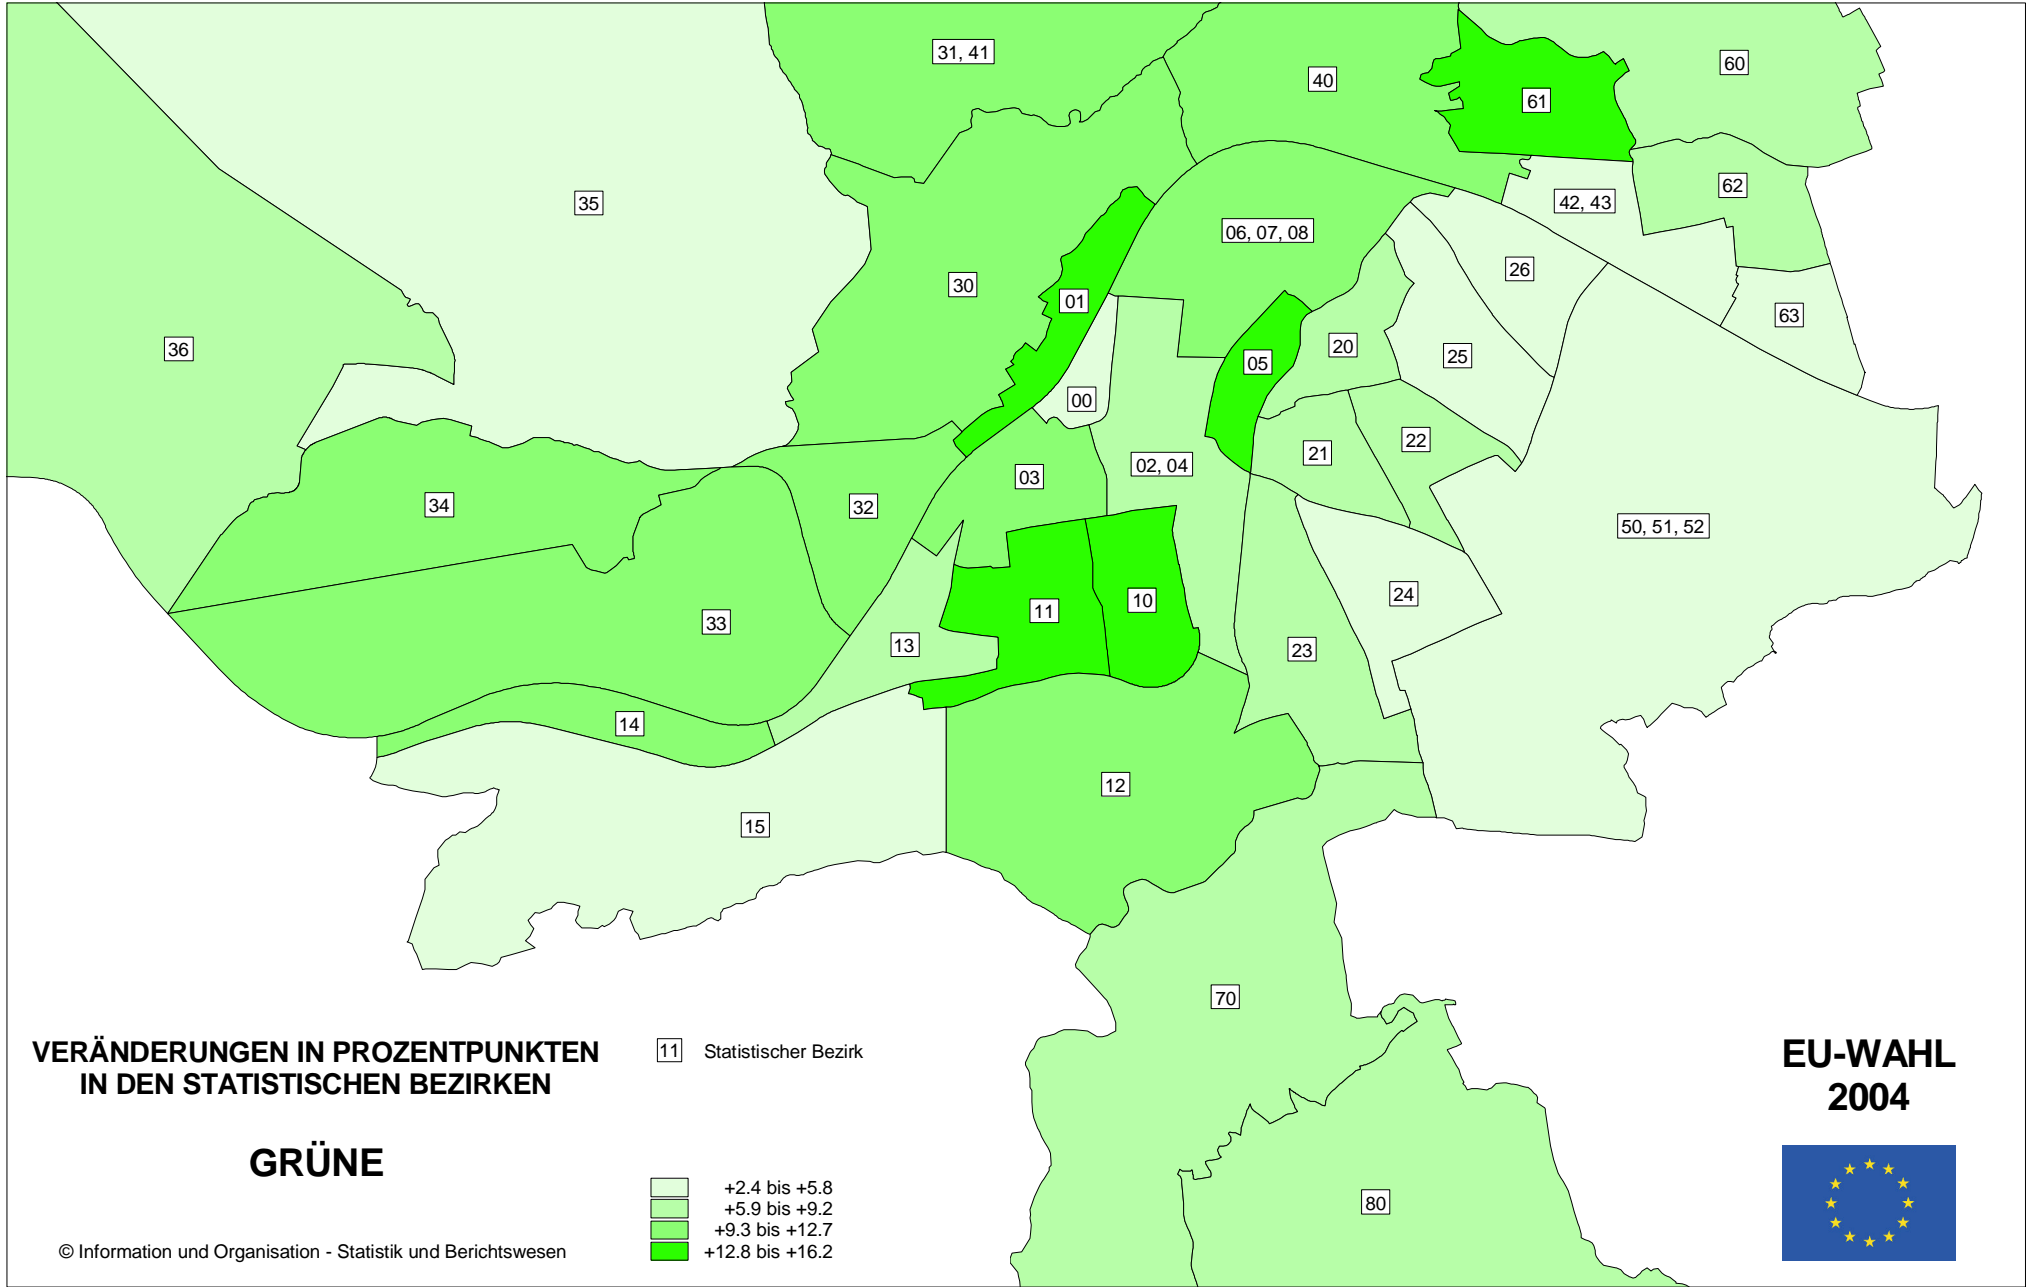 31, 41
40
60
61
62
35
42, 43
06, 07, 08
26
30
01
63
36
20
25
05
00
22
21
02, 04
03
34
32
50, 51, 52
24
10
11
33
13
23
14
12
15
70
80
VERÄNDERUNGEN IN PROZENTPUNKTEN
IN DEN STATISTISCHEN BEZIRKEN
11 Statistischer Bezirk
GRÜNE
+2.4 bis +5.8
+5.9 bis +9.2
+9.3 bis +12.7
+12.8 bis +16.2
© Information und Organisation - Statistik und Berichtswesen
EU-WAHL
2004